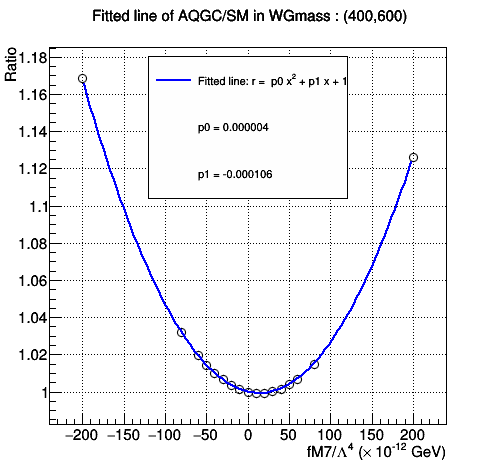 Fitted line of AQGC/SM in WGmass : (400,600)
Ratio
Fitted line: r = p0 x² + p1 x + 1
p0 = 0.000004
p1 = -0.000106
1.18
1.16
1.14
1.12
1.1
1.08
1.06
1.04
1.02
1
−200 −150 −100 −50 0 50 100 150 200
fM7/Λ⁴ (× 10⁻¹² GeV)